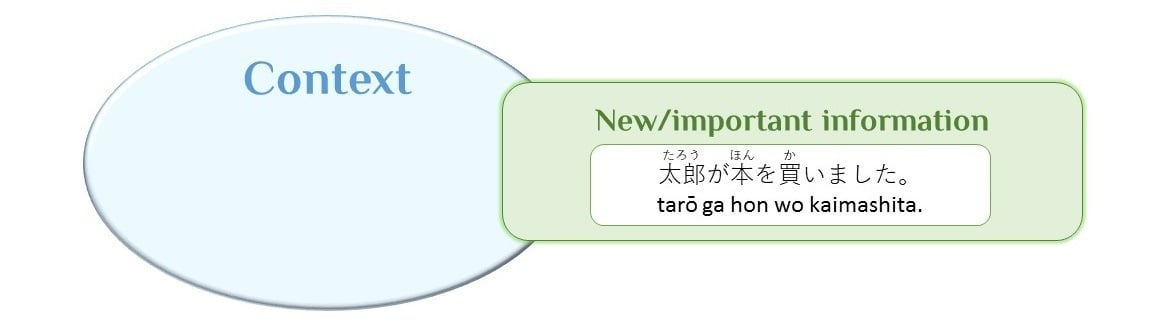 Context
New/important information
たろう ほん か
太郎が本を買いました。
tarō ga hon wo kaimashita.